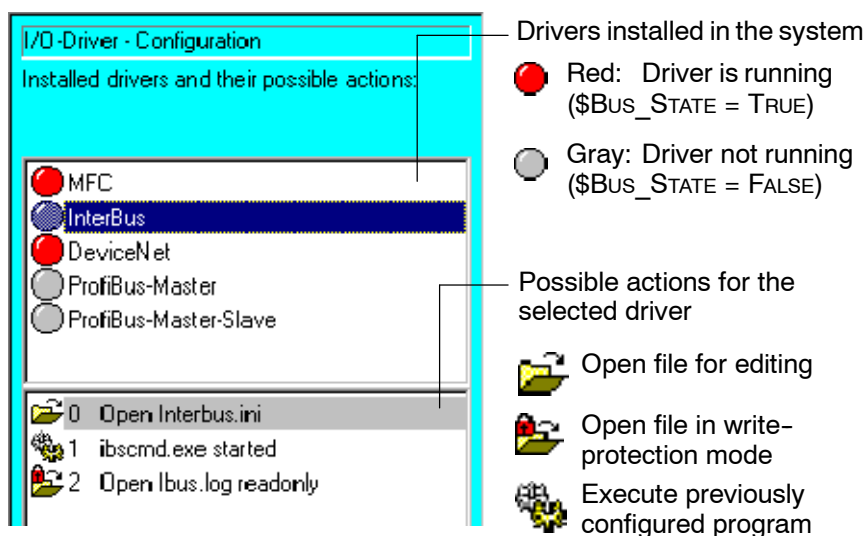 I/O-Driver - Configuration
Installed drivers and their possible actions:
MFC
InterBus
DeviceNet
ProfiBus-Master
ProfiBus-Master-Slave
0 Open Interbus.ini
1 ibscmd.exe started
2 Open Ibus.log readonly
Drivers installed in the system
Red: Driver is running
($BUS_STATE = TRUE)
Gray: Driver not running
($BUS_STATE = FALSE)
Possible actions for the
selected driver
Open file for editing
Open file in write-
protection mode
Execute previously
configured program